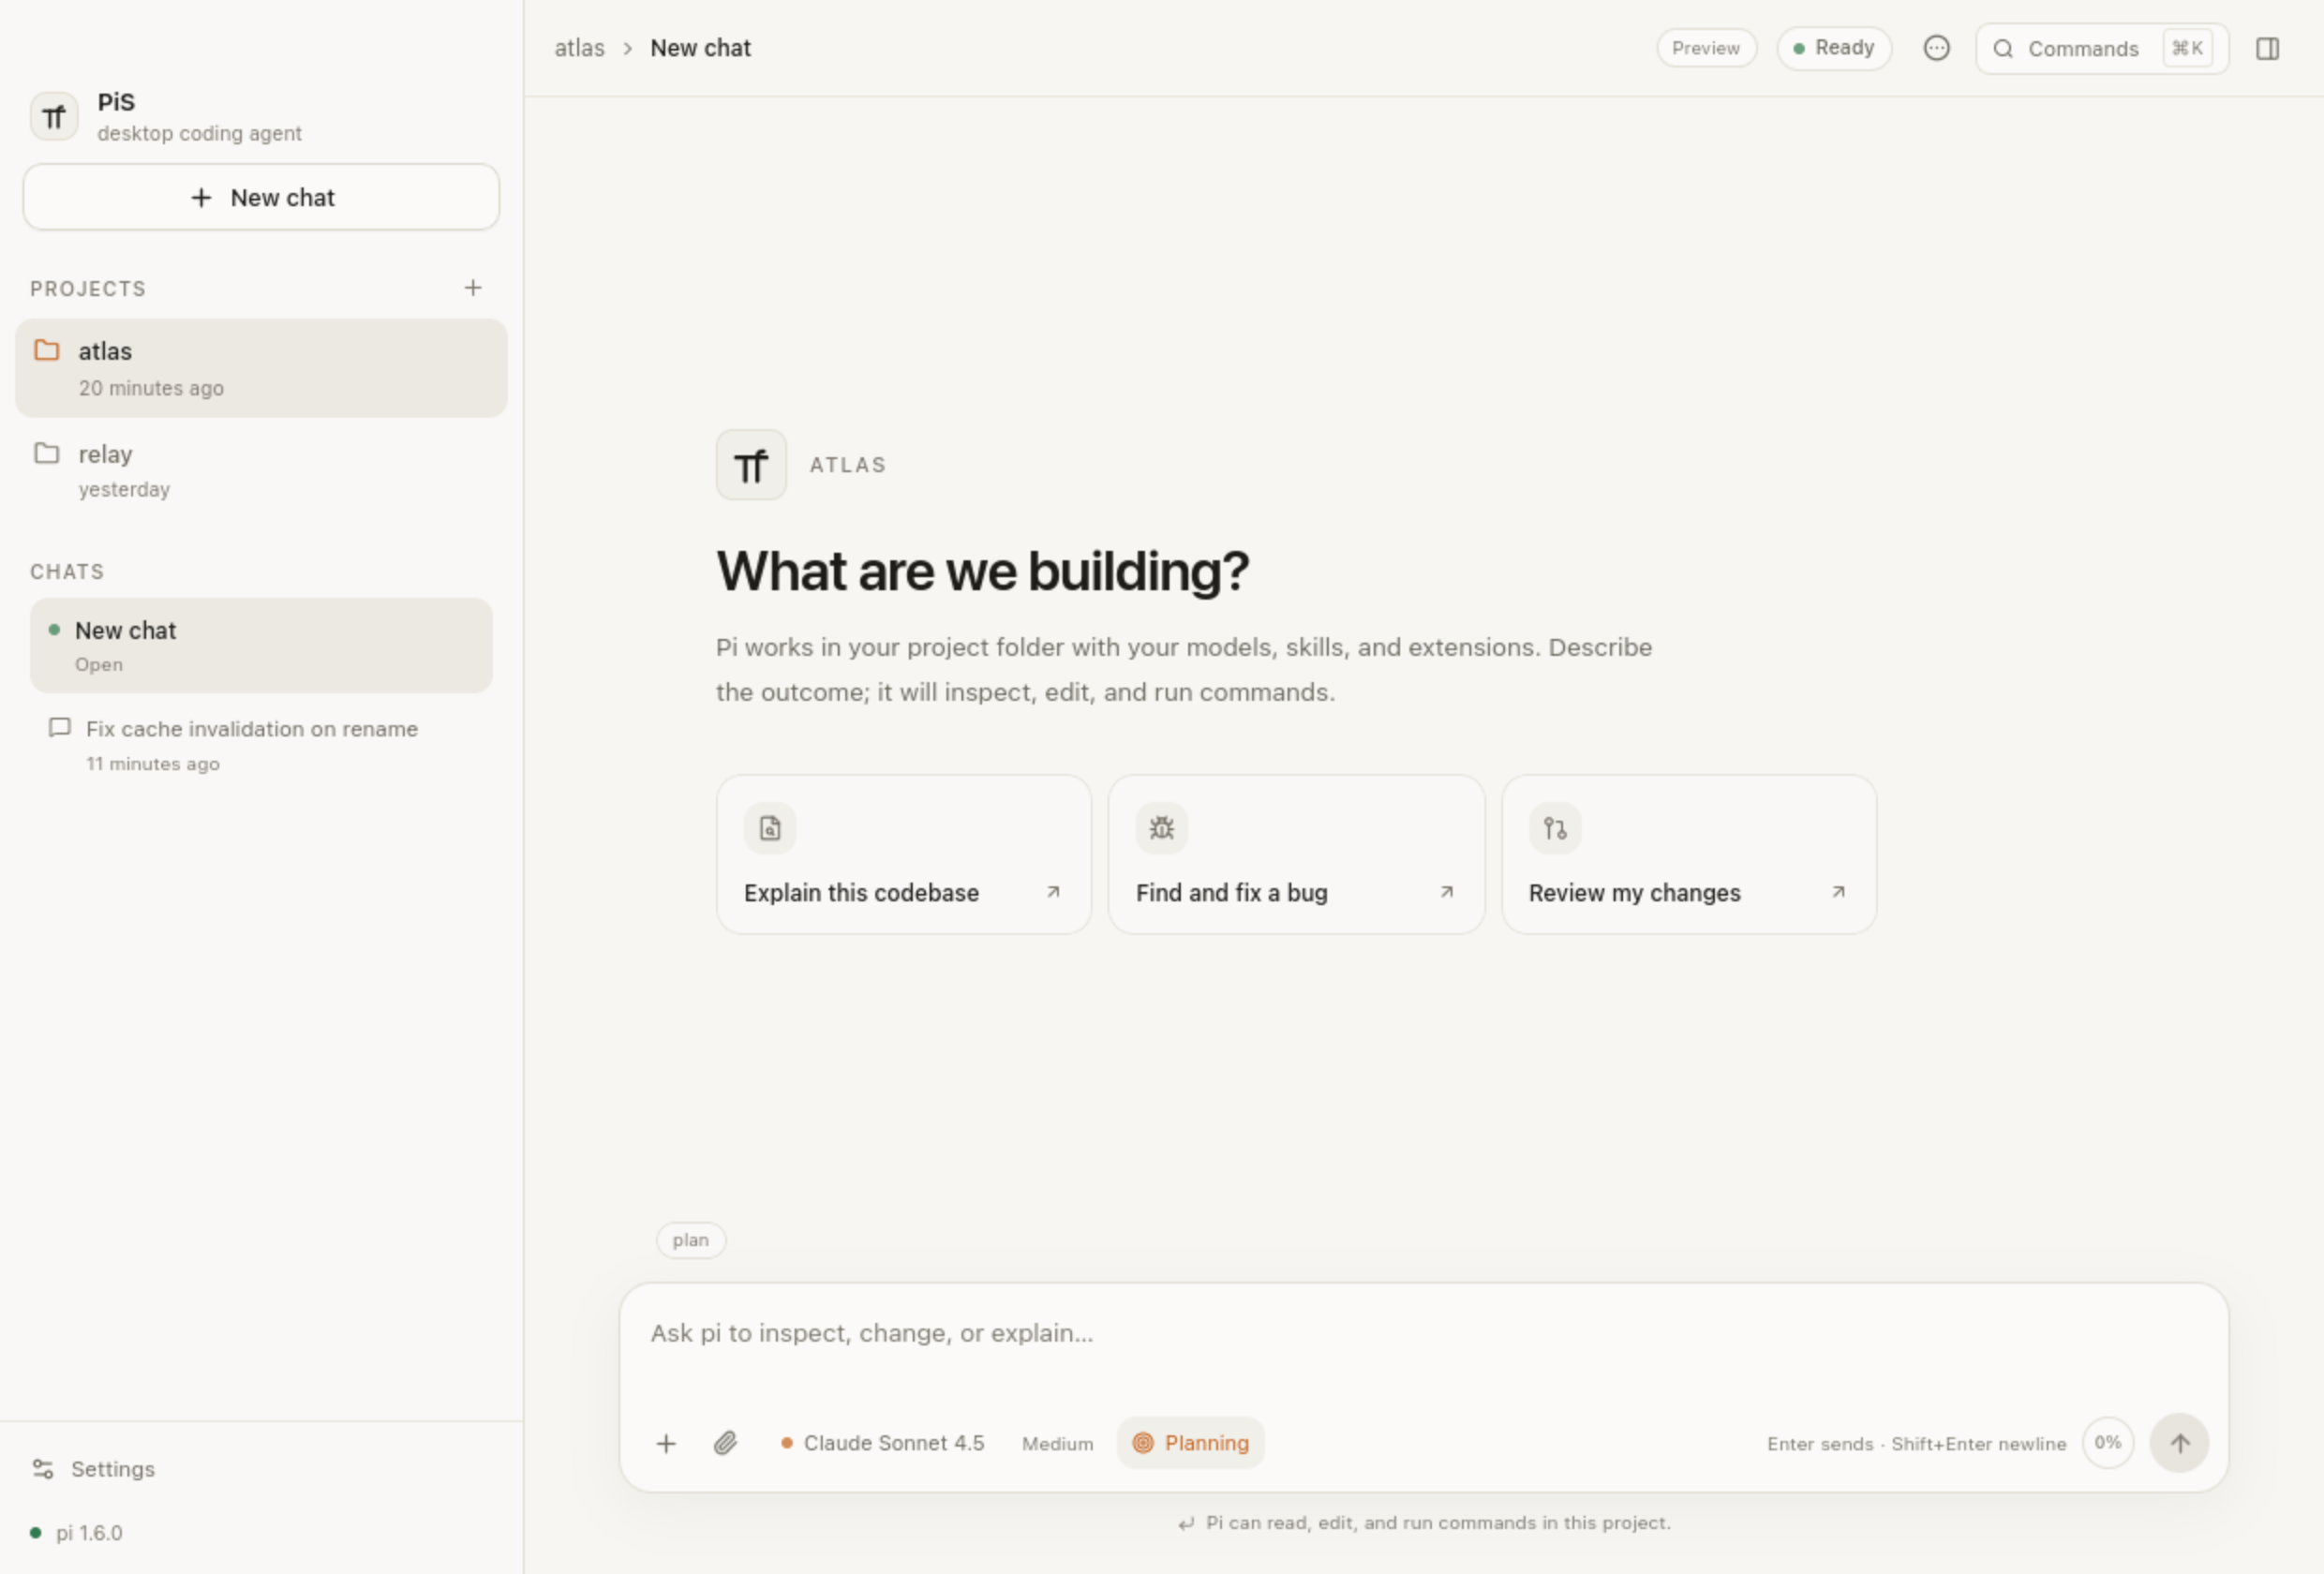 PiS
desktop coding agent
New chat
PROJECTS
atlas
20 minutes ago
relay
yesterday
CHATS
New chat
Open
Fix cache invalidation on rename
11 minutes ago
Settings
pi 1.6.0
atlas > New chat
Preview
Ready
Commands ⌘K
ATLAS
What are we building?
Pi works in your project folder with your models, skills, and extensions. Describe
the outcome; it will inspect, edit, and run commands.
Explain this codebase
Find and fix a bug
Review my changes
plan
Ask pi to inspect, change, or explain...
Claude Sonnet 4.5
Medium
Planning
Enter sends · Shift+Enter newline
0%
Pi can read, edit, and run commands in this project.